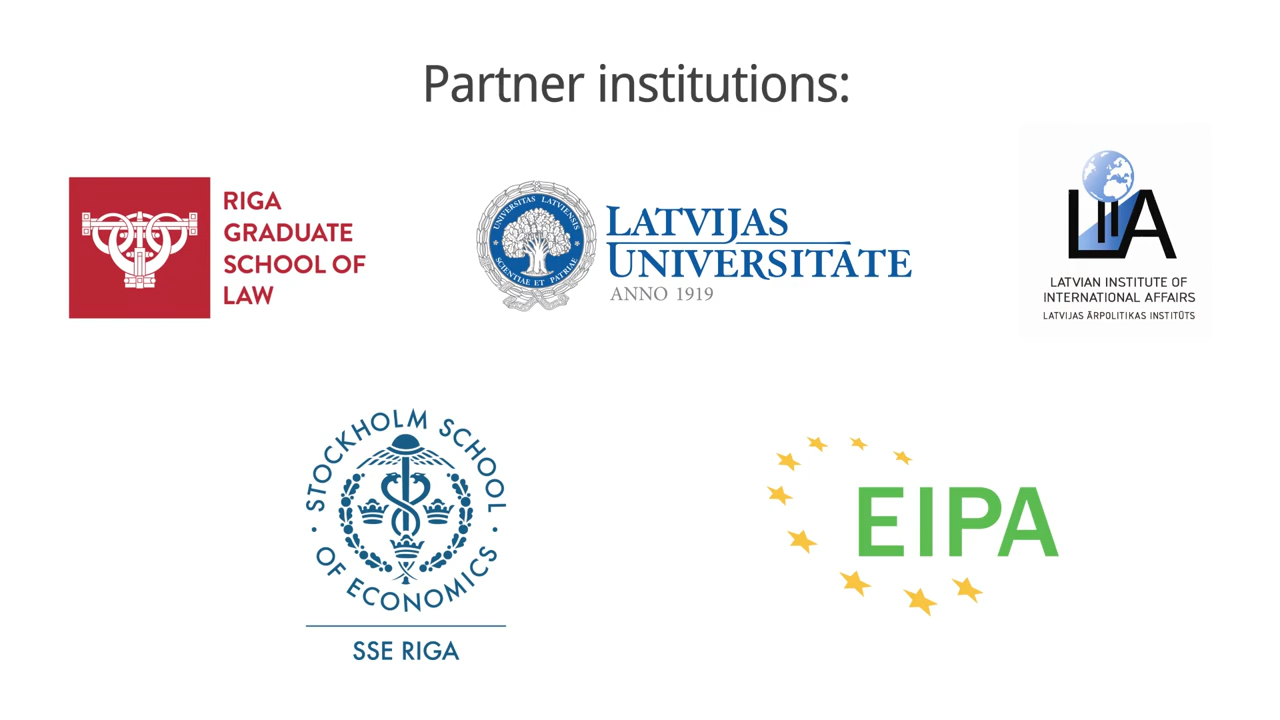 Partner institutions:
RIGA
GRADUATE
SCHOOL OF
LAW
UNIVERSITAS LATVIENSIS
SCIENTIAE ET PATRIAE
LATVIJAS
UNIVERSITATE
ANNO 1919
LIIA
LATVIAN INSTITUTE OF
INTERNATIONAL AFFAIRS
LATVIJAS ĀRPOLITIKAS INSTITŪTS
· STOCKHOLM SCHOOL ·
OF ECONOMICS
SSE RIGA
EIPA